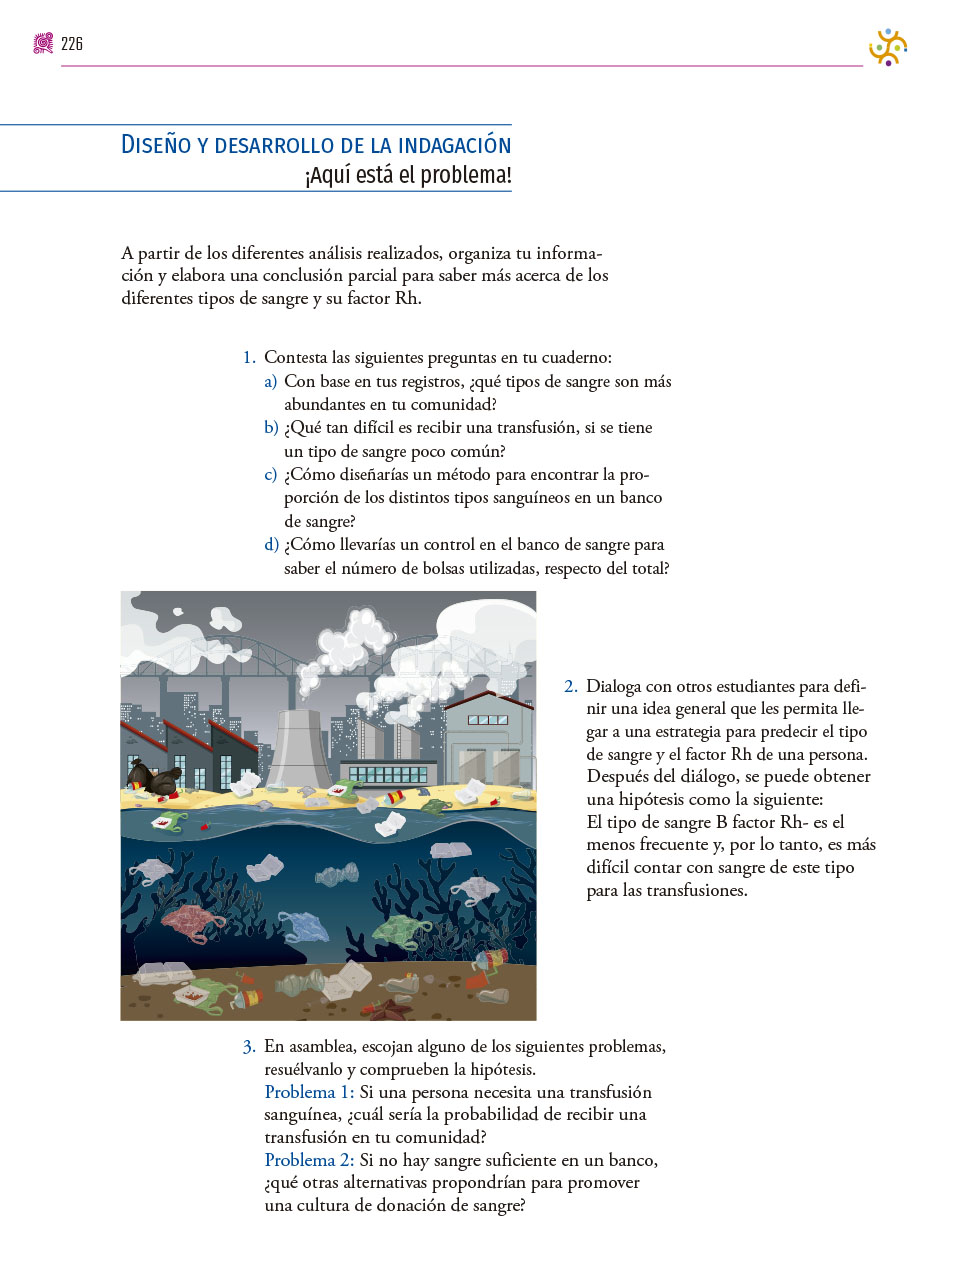 226
Diseño y desarrollo de la indagación
¡Aquí está el problema!
A partir de los diferentes análisis realizados, organiza tu informa-
ción y elabora una conclusión parcial para saber más acerca de los
diferentes tipos de sangre y su factor Rh.
1. Contesta las siguientes preguntas en tu cuaderno:
a) Con base en tus registros, ¿qué tipos de sangre son más
abundantes en tu comunidad?
b) ¿Qué tan difícil es recibir una transfusión, si se tiene
un tipo de sangre poco común?
c) ¿Cómo diseñarías un método para encontrar la pro-
porción de los distintos tipos sanguíneos en un banco
de sangre?
d) ¿Cómo llevarías un control en el banco de sangre para
saber el número de bolsas utilizadas, respecto del total?
2. Dialoga con otros estudiantes para defi-
nir una idea general que les permita lle-
gar a una estrategia para predecir el tipo
de sangre y el factor Rh de una persona.
Después del diálogo, se puede obtener
una hipótesis como la siguiente:
El tipo de sangre B factor Rh- es el
menos frecuente y, por lo tanto, es más
difícil contar con sangre de este tipo
para las transfusiones.
3. En asamblea, escojan alguno de los siguientes problemas,
resuélvanlo y comprueben la hipótesis.
Problema 1: Si una persona necesita una transfusión
sanguínea, ¿cuál sería la probabilidad de recibir una
transfusión en tu comunidad?
Problema 2: Si no hay sangre suficiente en un banco,
¿qué otras alternativas propondrían para promover
una cultura de donación de sangre?